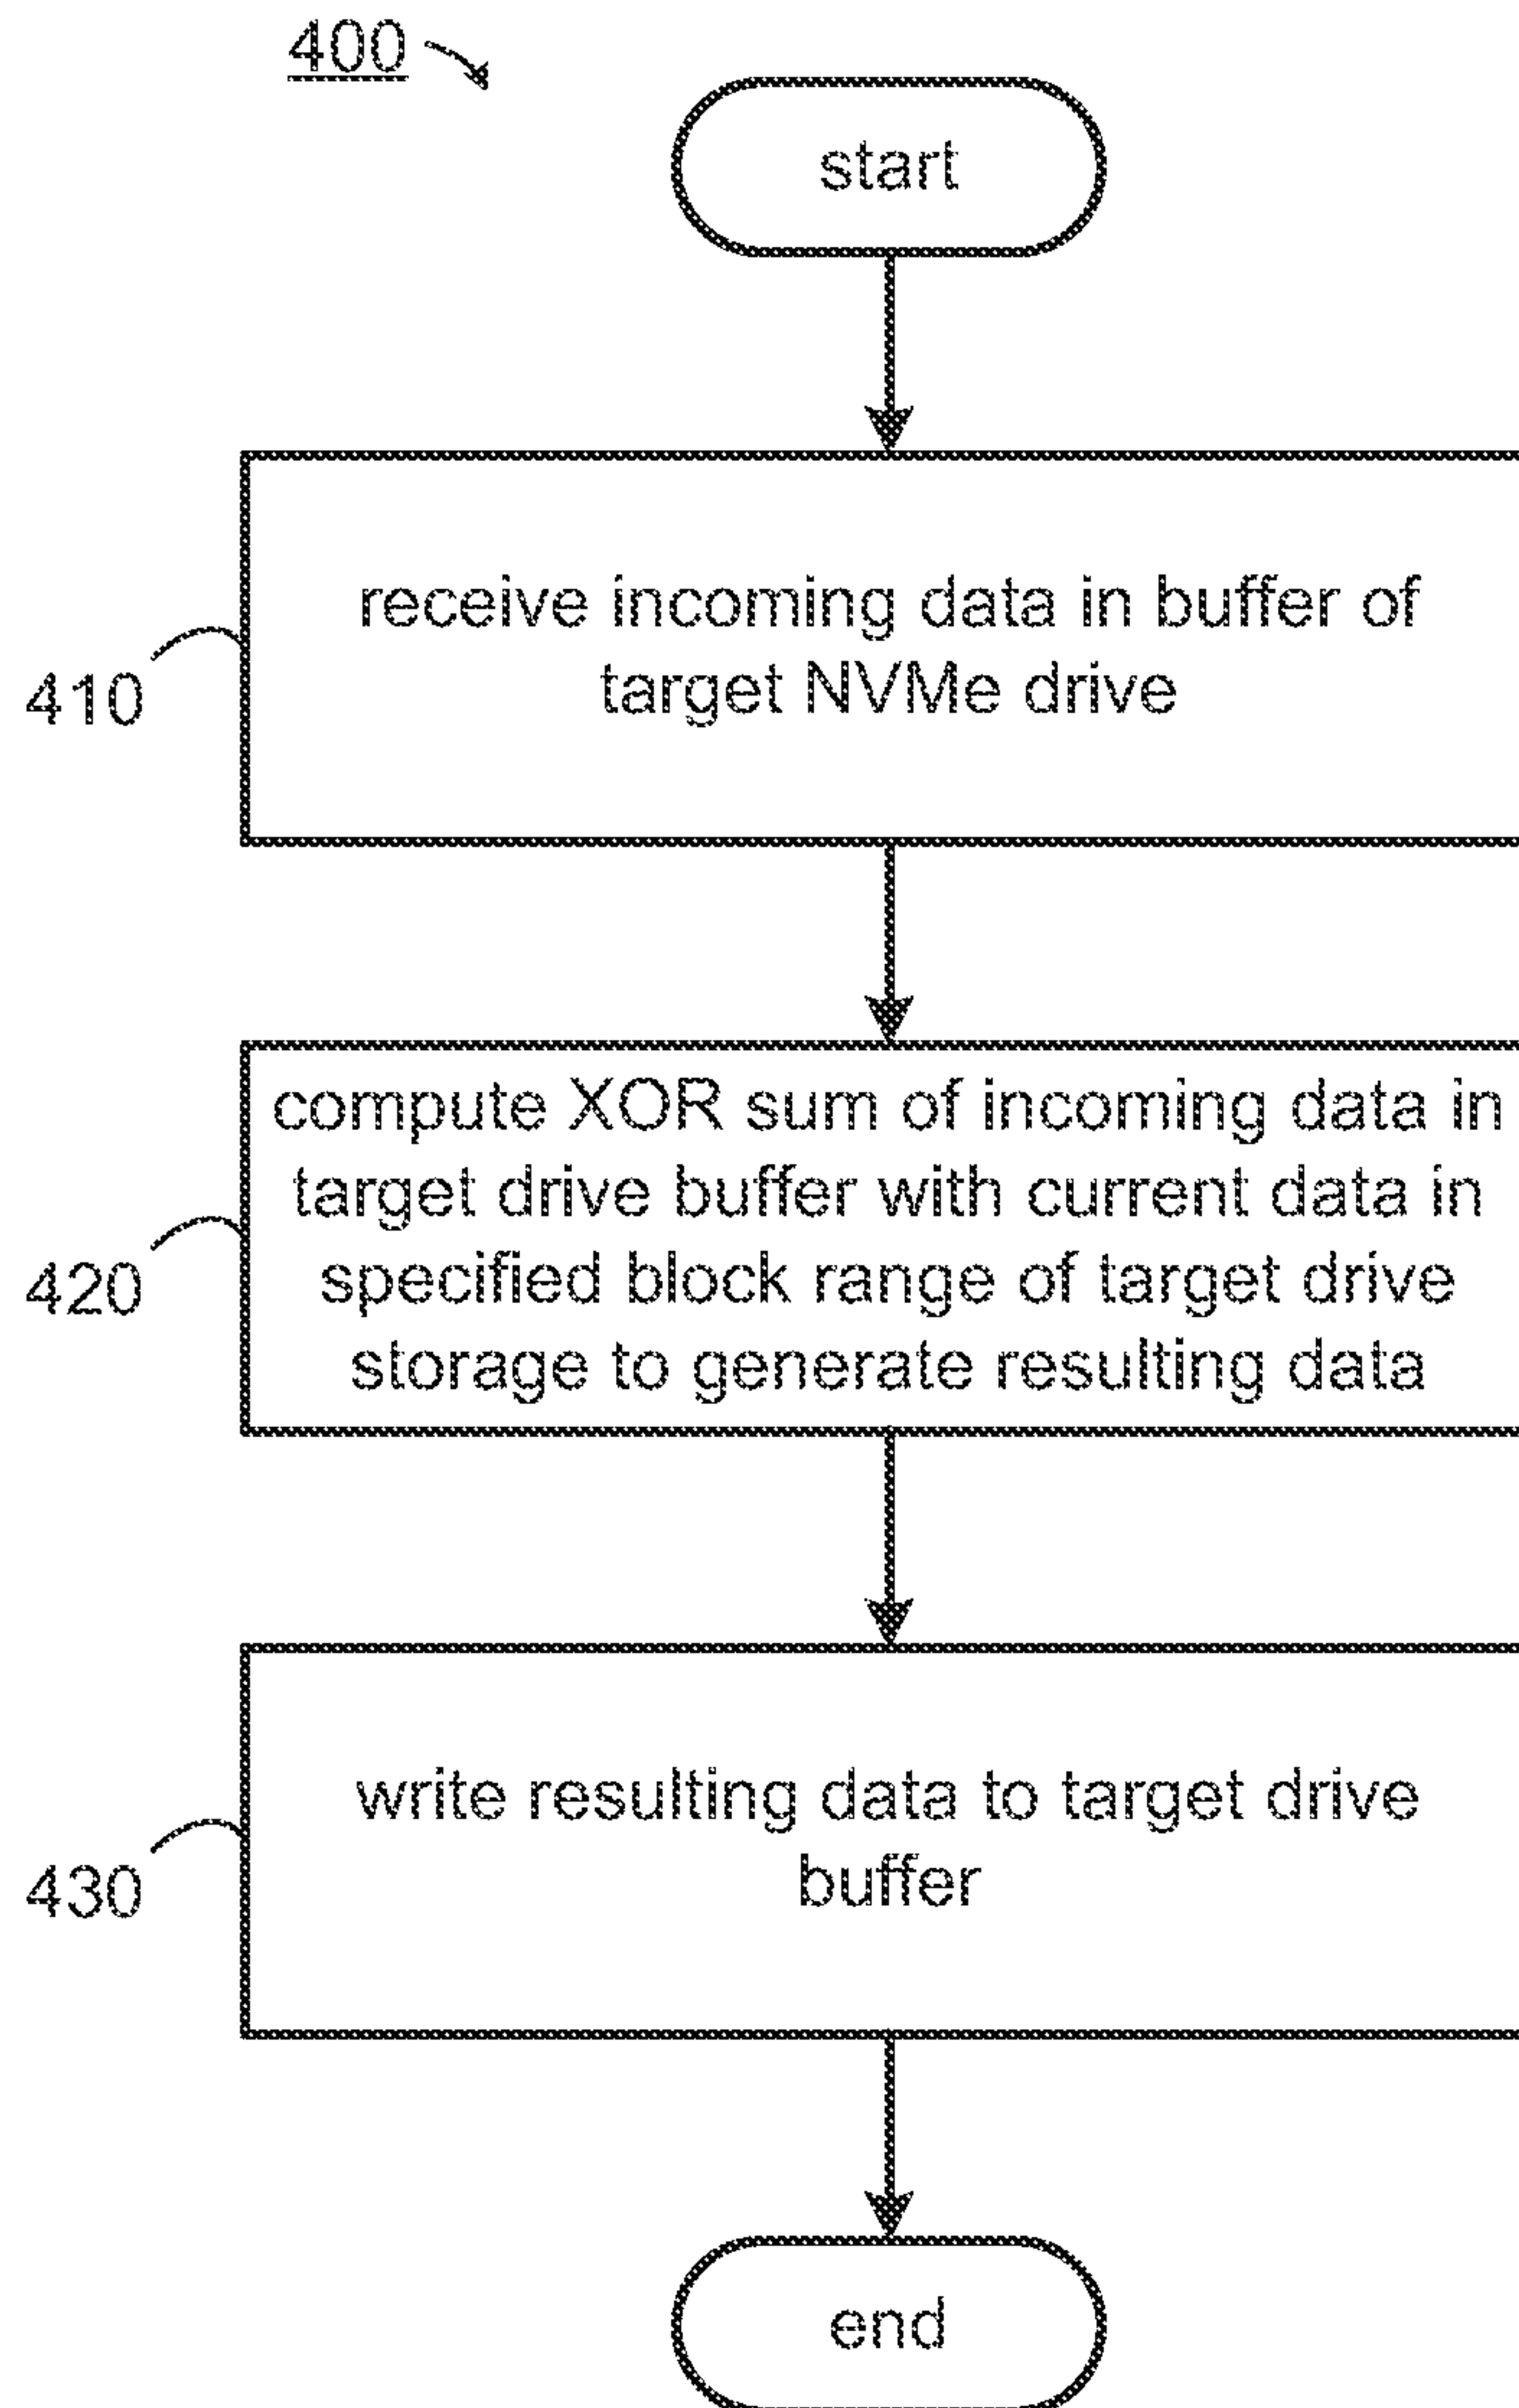 400
start
receive incoming data in buffer of
target NVMe drive
410
compute XOR sum of incoming data in
target drive buffer with current data in
specified block range of target drive
storage to generate resulting data
420
write resulting data to target drive
buffer
430
end